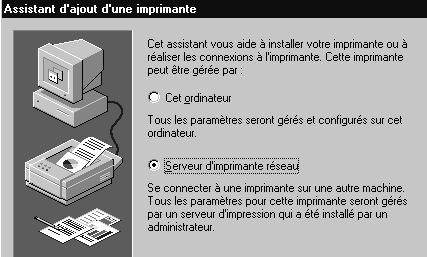 Assistant d'ajout d'une imprimante
Cet assistant vous aide à installer votre imprimante ou à
réaliser les connexions à l'imprimante. Cette imprimante
peut être gérée par :
Cet ordinateur
Tous les paramètres seront gérés et configurés sur cet
ordinateur.
Serveur d'imprimante réseau
Se connecter à une imprimante sur une autre machine.
Tous les paramètres pour cette imprimante seront gérés
par un serveur d'impression qui a été installé par un
administrateur.